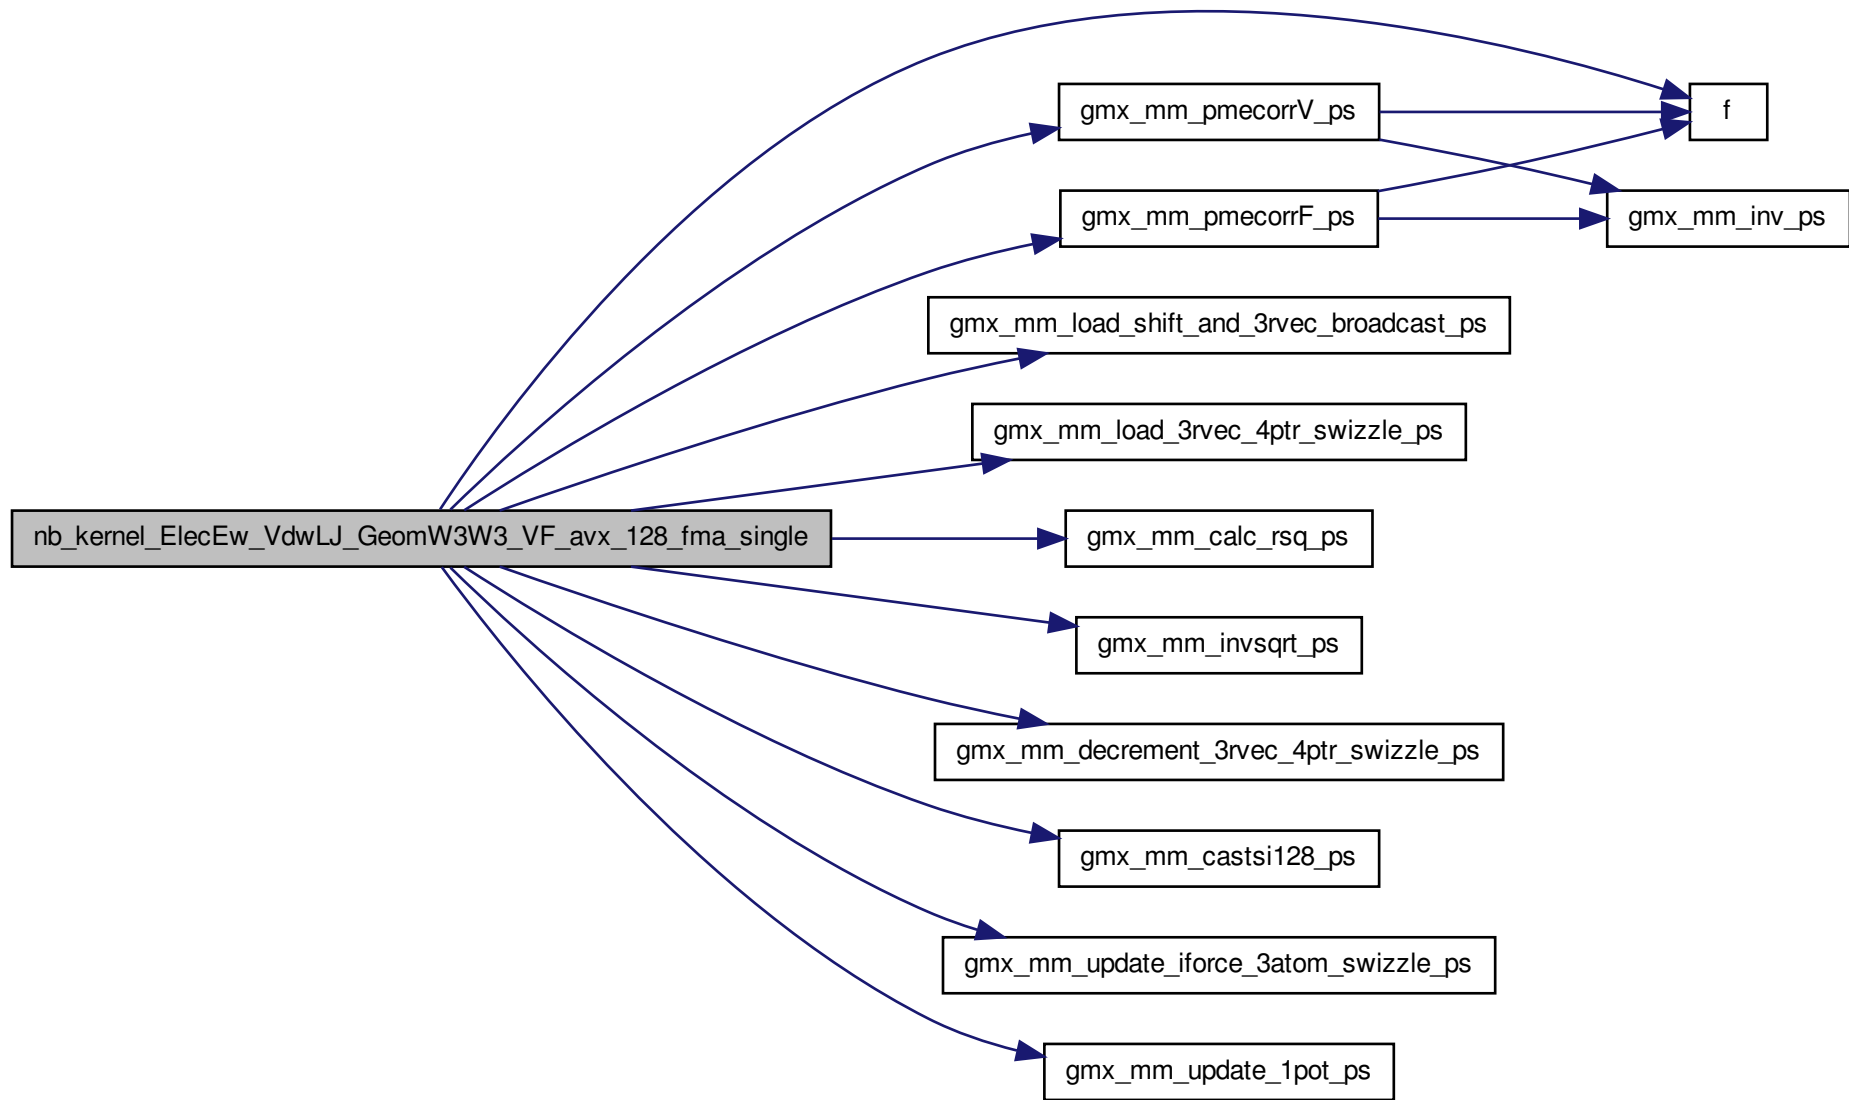 gmx_mm_pmecorrV_ps
f
gmx_mm_pmecorrF_ps
gmx_mm_inv_ps
gmx_mm_load_shift_and_3rvec_broadcast_ps
gmx_mm_load_3rvec_4ptr_swizzle_ps
nb_kernel_ElecEw_VdwLJ_GeomW3W3_VF_avx_128_fma_single
gmx_mm_calc_rsq_ps
gmx_mm_invsqrt_ps
gmx_mm_decrement_3rvec_4ptr_swizzle_ps
gmx_mm_castsi128_ps
gmx_mm_update_iforce_3atom_swizzle_ps
gmx_mm_update_1pot_ps